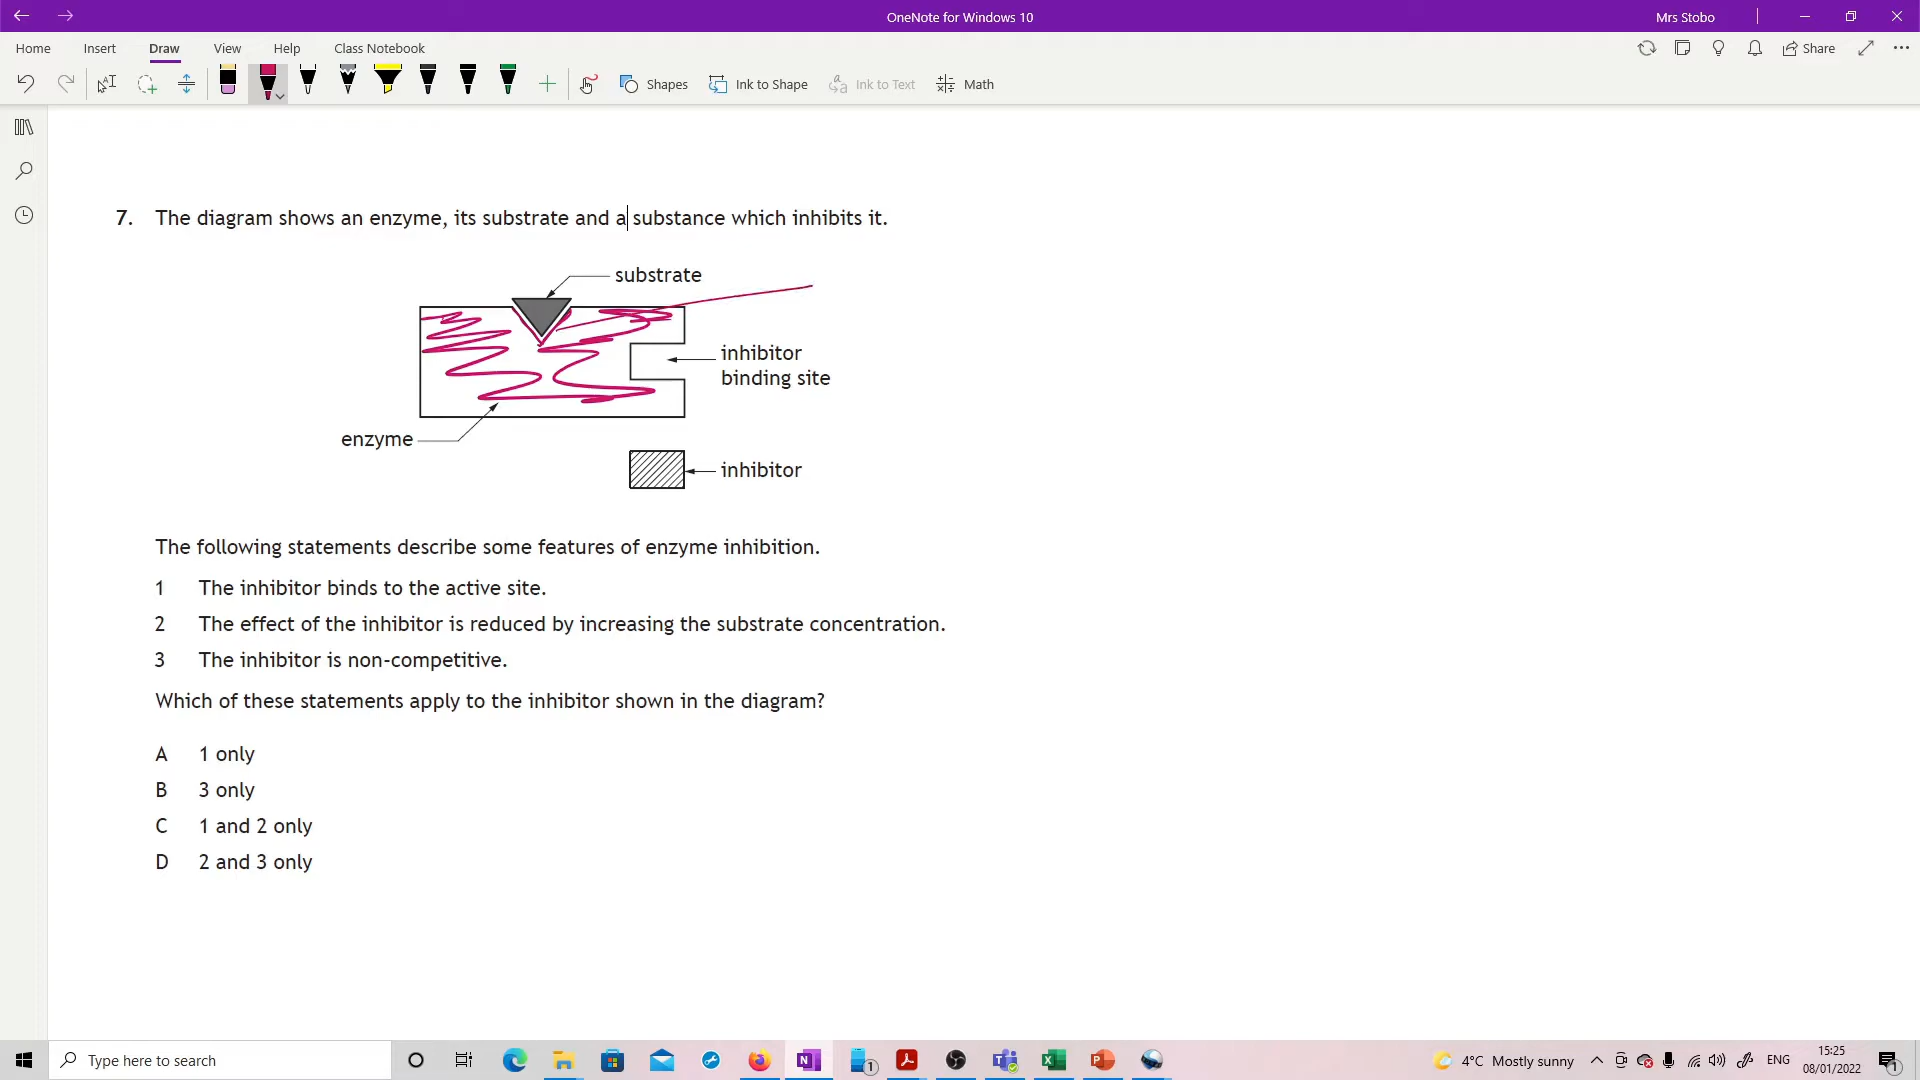 OneNote for Windows 10
Mrs Stobo
Home Insert Draw View Help Class Notebook
Share
Shapes Ink to Shape Ink to Text Math
7. The diagram shows an enzyme, its substrate and a substance which inhibits it.
substrate
inhibitor
binding site
enzyme
inhibitor
The following statements describe some features of enzyme inhibition.
1 The inhibitor binds to the active site.
2 The effect of the inhibitor is reduced by increasing the substrate concentration.
3 The inhibitor is non-competitive.
Which of these statements apply to the inhibitor shown in the diagram?
A 1 only
B 3 only
C 1 and 2 only
D 2 and 3 only
Type here to search
4°C Mostly sunny
ENG
15:25
08/01/2022